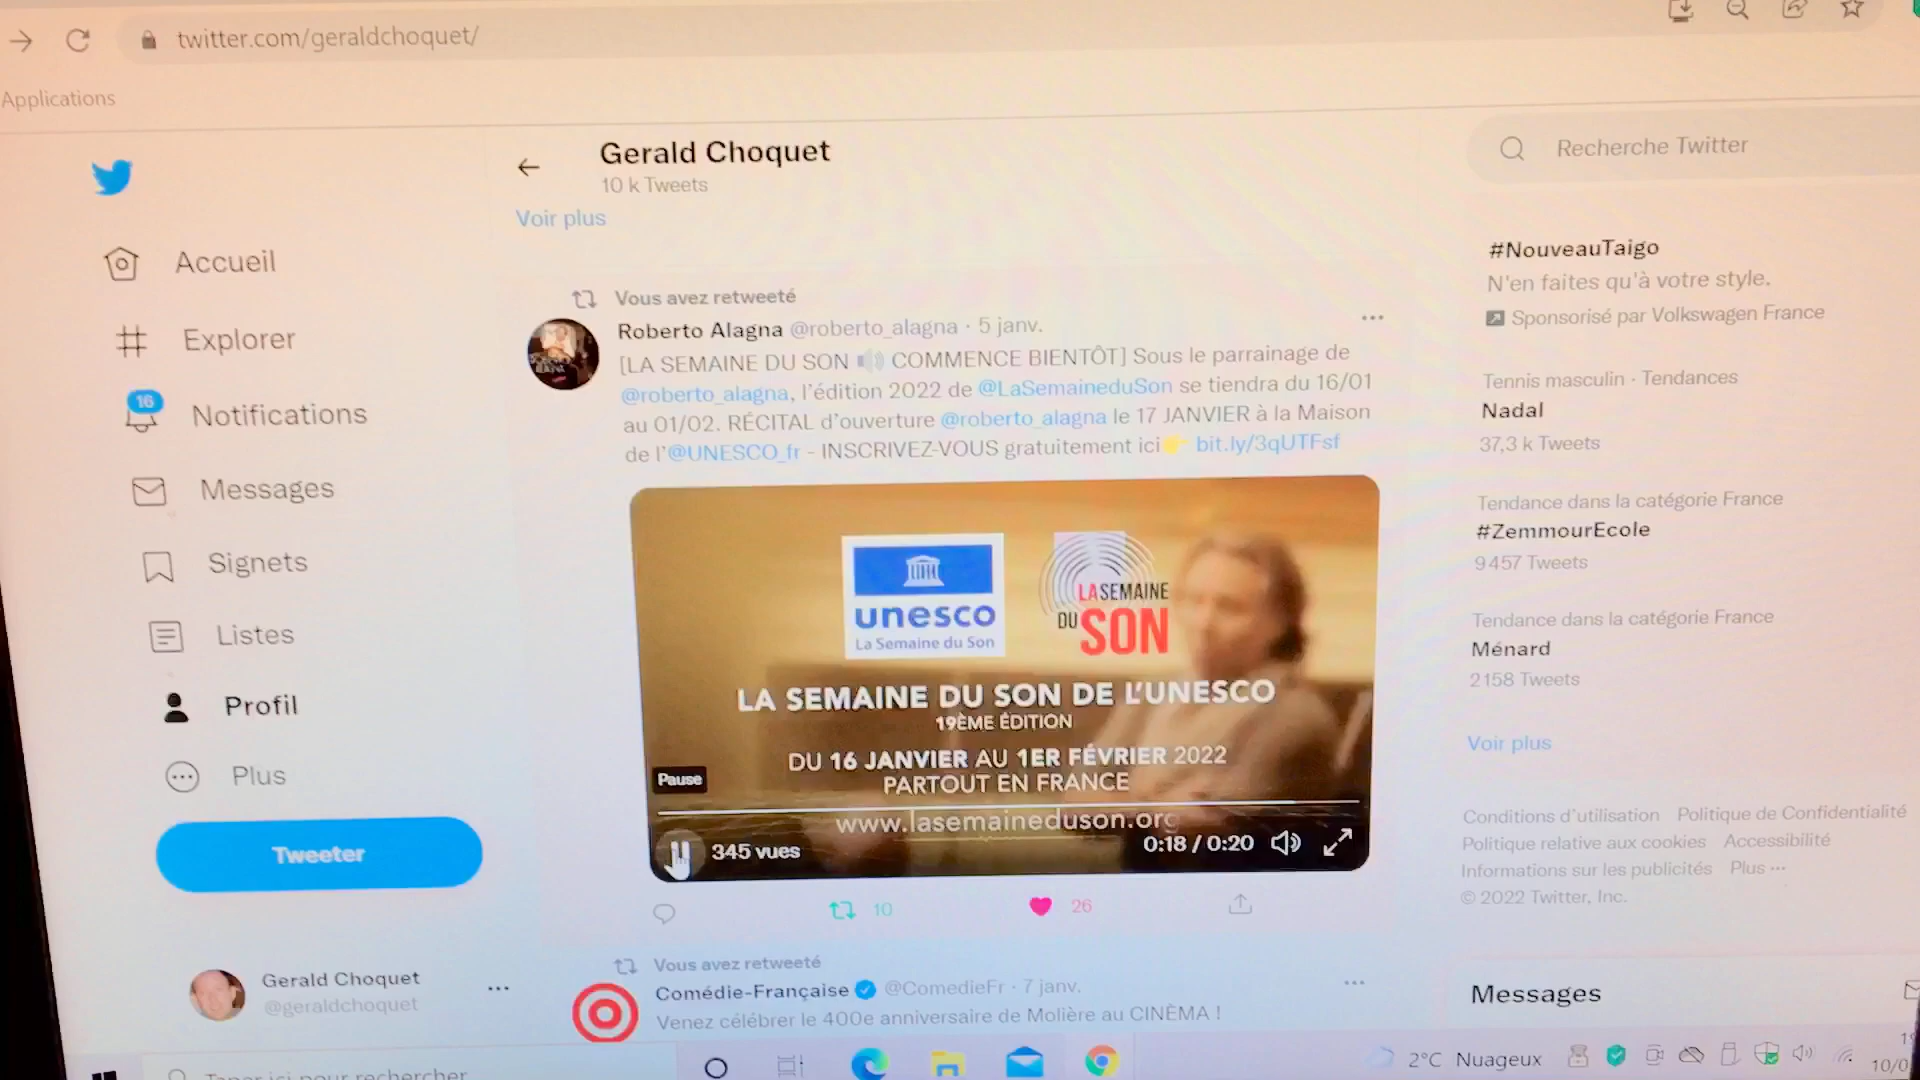 twitter.com/geraldchoquet/
Applications
Gerald Choquet
10 k Tweets
Voir plus
Recherche Twitter
Accueil
Explorer
16
Notifications
Messages
Signets
Listes
Profil
Plus
Tweeter
Gerald Choquet
@geraldchoquet
Vous avez retweeté
Roberto Alagna @roberto_alagna · 5 janv.
[LA SEMAINE DU SON 🔊 COMMENCE BIENTÔT] Sous le parrainage de
@roberto_alagna, l'édition 2022 de @LaSemaineduSon se tiendra du 16/01
au 01/02. RÉCITAL d'ouverture @roberto_alagna le 17 JANVIER à la Maison
de l'@UNESCO_fr - INSCRIVEZ-VOUS gratuitement ici👉 bit.ly/3qUTFsf
unesco
La Semaine du Son
LA SEMAINE
DU SON
LA SEMAINE DU SON DE L'UNESCO
19ÈME ÉDITION
DU 16 JANVIER AU 1ER FÉVRIER 2022
PARTOUT EN FRANCE
Pause
www.lasemaineduson.org
345 vues
0:18 / 0:20
10
26
Vous avez retweeté
Comédie-Française @ComedieFr · 7 janv.
Venez célébrer le 400e anniversaire de Molière au CINÈMA !
#NouveauTaigo
N'en faites qu'à votre style.
Sponsorisé par Volkswagen France
Tennis masculin · Tendances
Nadal
37,3 k Tweets
Tendance dans la catégorie France
#ZemmourEcole
9 457 Tweets
Tendance dans la catégorie France
Ménard
2 158 Tweets
Voir plus
Conditions d'utilisation Politique de Confidentialité
Politique relative aux cookies Accessibilité
Informations sur les publicités Plus ···
© 2022 Twitter, Inc.
Messages
Taper ici pour rechercher
2°C Nuageux